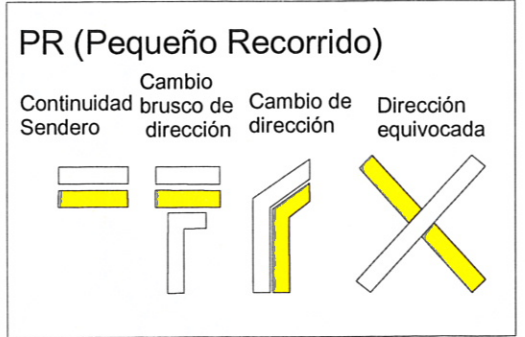 PR (Pequeño Recorrido)
Continuidad
Sendero
Cambio
brusco de
dirección
Cambio de
dirección
Dirección
equivocada